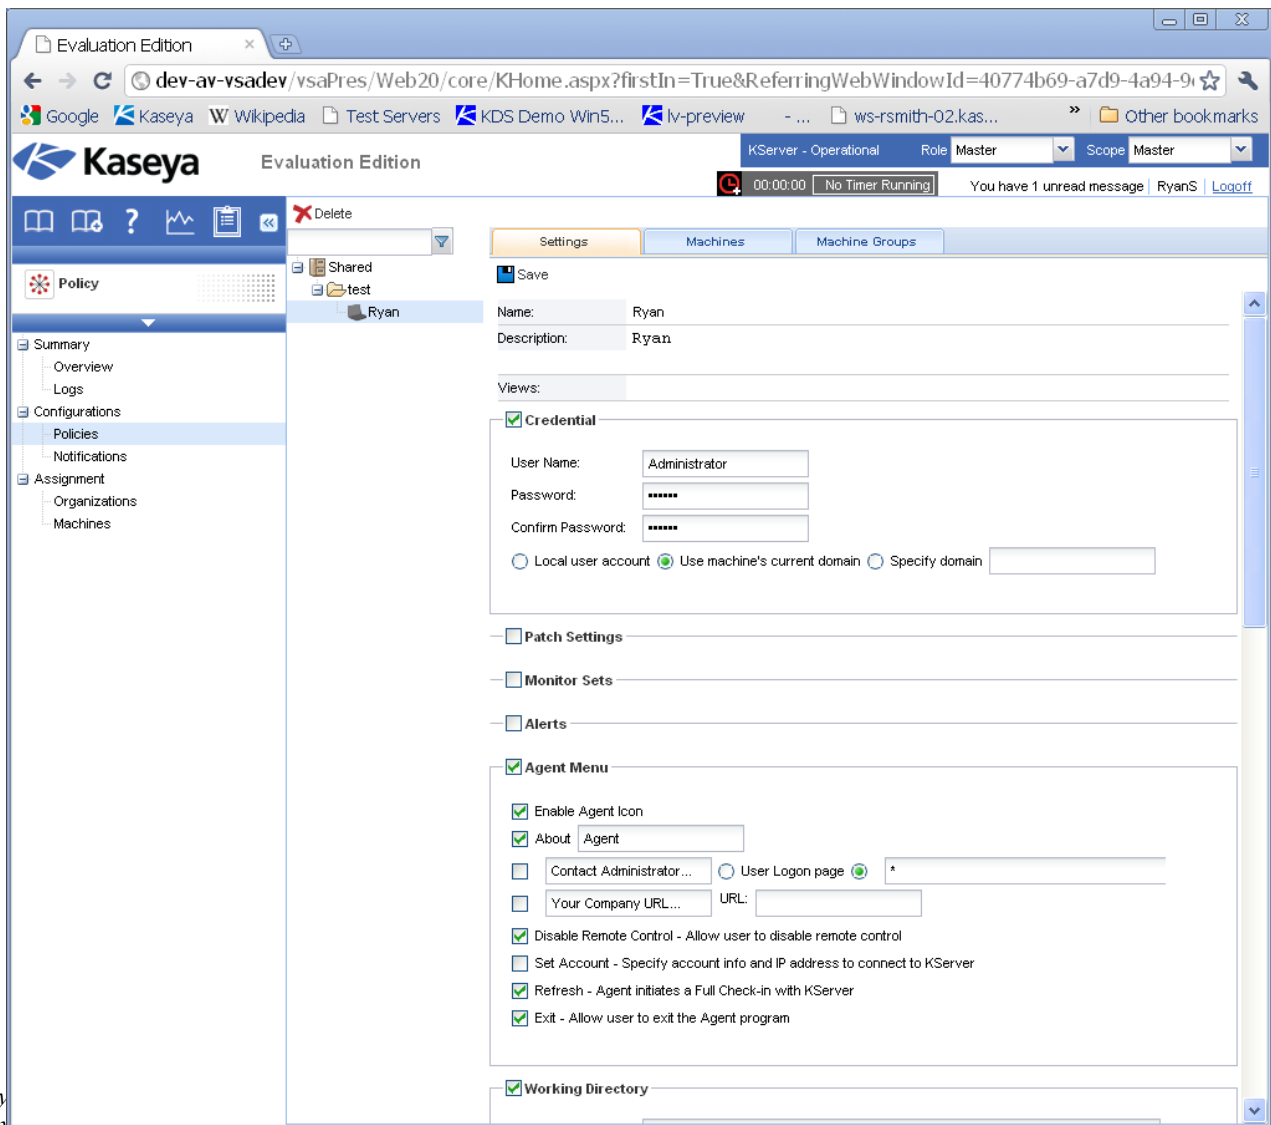 Evaluation Edition
dev-av-vsadev/vsaPres/Web20/core/KHome.aspx?firstIn=True&ReferringWebWindowId=40774b69-a7d9-4a94-9
Google Kaseya W Wikipedia Test Servers KDS Demo Win5... lv-preview - ... ws-rsmith-02.kas... » Other bookmarks
Kaseya Evaluation Edition
KServer - Operational Role Master Scope Master
00:00:00 No Timer Running You have 1 unread message RyanS Logoff
Delete
Settings Machines Machine Groups
Policy
Summary
Overview
Logs
Configurations
Policies
Notifications
Assignment
Organizations
Machines
Shared
test
Ryan
Save
Name: Ryan
Description: Ryan
Views:
Credential
User Name: Administrator
Password: ••••••
Confirm Password: ••••••
Local user account Use machine's current domain Specify domain
Patch Settings
Monitor Sets
Alerts
Agent Menu
Enable Agent Icon
About Agent
Contact Administrator... User Logon page *
Your Company URL... URL:
Disable Remote Control - Allow user to disable remote control
Set Account - Specify account info and IP address to connect to KServer
Refresh - Agent initiates a Full Check-in with KServer
Exit - Allow user to exit the Agent program
Working Directory